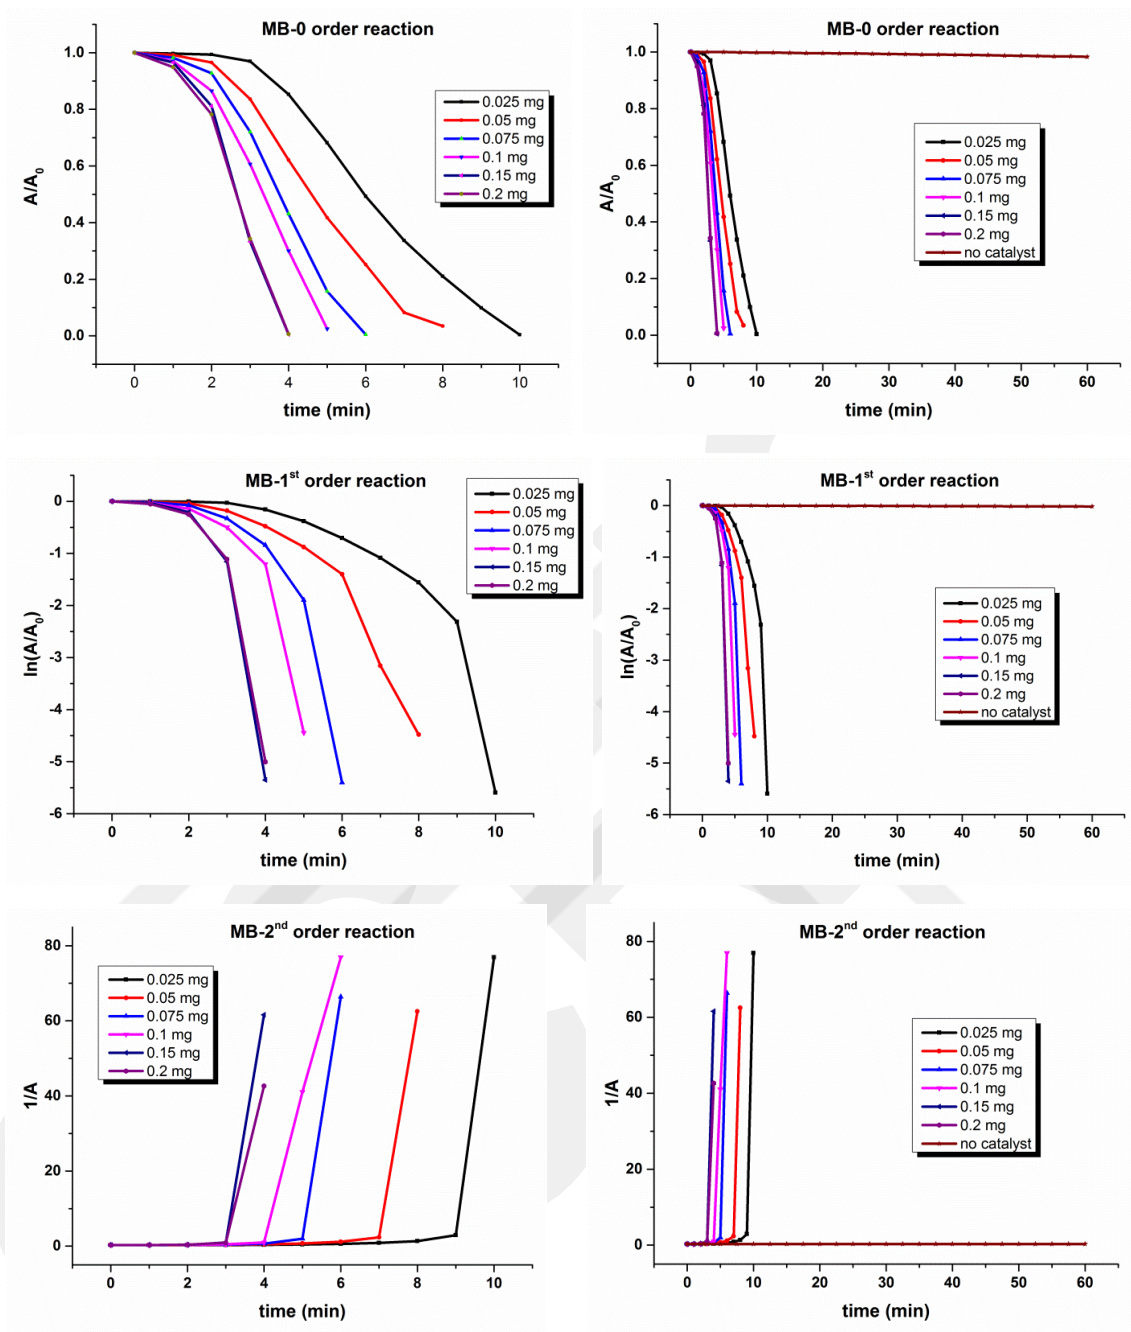 MB-0 order reaction
1.0
0.8
0.6
0.4
0.2
0.0
A/A0
0.025 mg
0.05 mg
0.075 mg
0.1 mg
0.15 mg
0.2 mg
0 2 4 6 8 10
time (min)
MB-0 order reaction
1.0
0.8
0.6
0.4
0.2
0.0
A/A0
0.025 mg
0.05 mg
0.075 mg
0.1 mg
0.15 mg
0.2 mg
no catalyst
0 10 20 30 40 50 60
time (min)
MB-1st order reaction
0
-1
-2
-3
-4
-5
-6
ln(A/A0)
0.025 mg
0.05 mg
0.075 mg
0.1 mg
0.15 mg
0.2 mg
0 2 4 6 8 10
time (min)
MB-1st order reaction
0
-1
-2
-3
-4
-5
-6
ln(A/A0)
0.025 mg
0.05 mg
0.075 mg
0.1 mg
0.15 mg
0.2 mg
no catalyst
0 10 20 30 40 50 60
time (min)
MB-2nd order reaction
80
60
40
20
0
1/A
0.025 mg
0.05 mg
0.075 mg
0.1 mg
0.15 mg
0.2 mg
0 2 4 6 8 10
time (min)
MB-2nd order reaction
80
60
40
20
0
1/A
0.025 mg
0.05 mg
0.075 mg
0.1 mg
0.15 mg
0.2 mg
no catalyst
0 10 20 30 40 50 60
time (min)